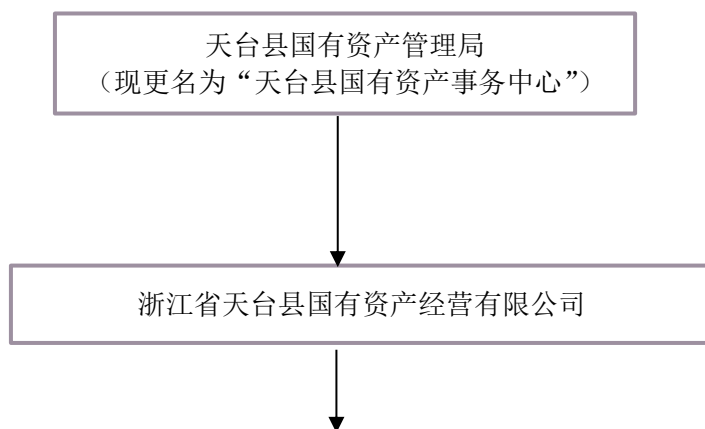 天台县国有资产管理局
（现更名为“天台县国有资产事务中心”）
浙江省天台县国有资产经营有限公司